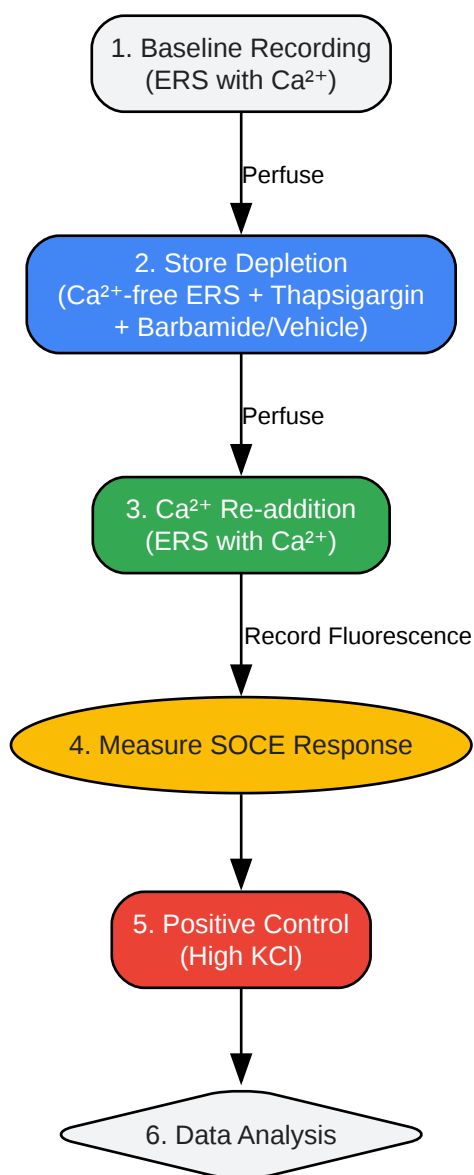 1. Baseline Recording
(ERS with Ca²⁺)
Perfuse
2. Store Depletion
(Ca²⁺-free ERS + Thapsigargin
+ Barbamide/Vehicle)
Perfuse
3. Ca²⁺ Re-addition
(ERS with Ca²⁺)
Record Fluorescence
4. Measure SOCE Response
5. Positive Control
(High KCl)
6. Data Analysis